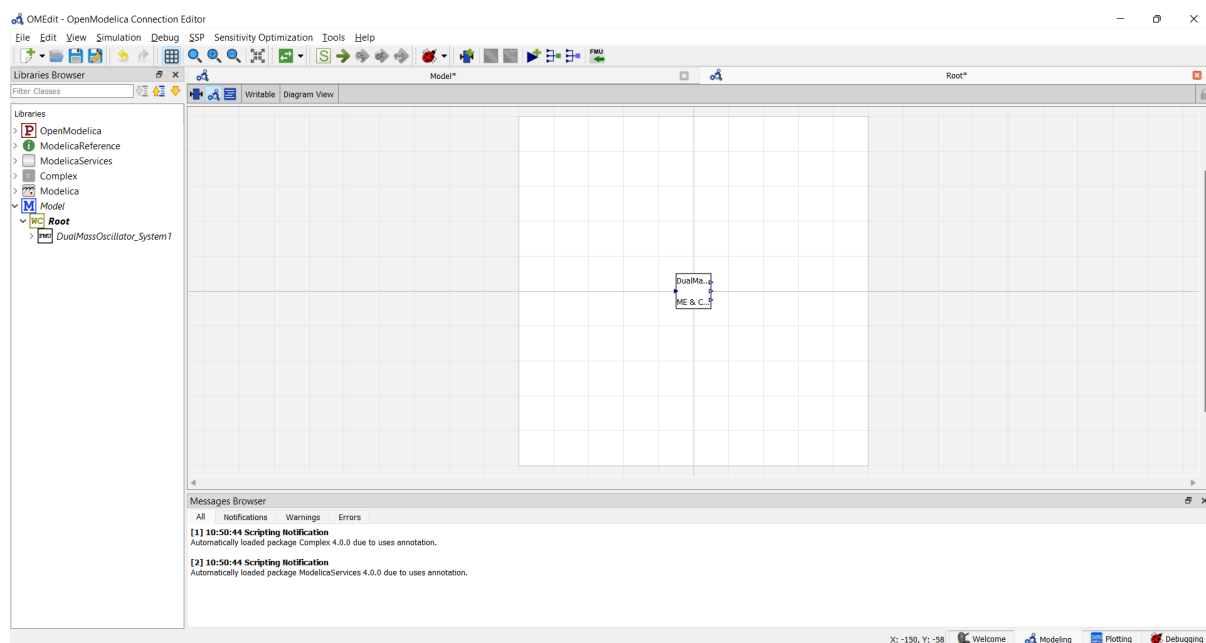 OMEdit - OpenModelica Connection Editor
File Edit View Simulation Debug SSP Sensitivity Optimization Tools Help
S FMU
Libraries Browser
Model*
Root*
Filter Classes
Writable Diagram View
Libraries
P OpenModelica
i ModelicaReference
ModelicaServices
Complex
Modelica
M Model
WC Root
FMU DualMassOscillator_System1
DualMa...
ME & C...
Messages Browser
All Notifications Warnings Errors
[1] 10:50:44 Scripting Notification
Automatically loaded package Complex 4.0.0 due to uses annotation.
[2] 10:50:44 Scripting Notification
Automatically loaded package ModelicaServices 4.0.0 due to uses annotation.
X: -150, Y: -58 Welcome Modeling Plotting Debugging